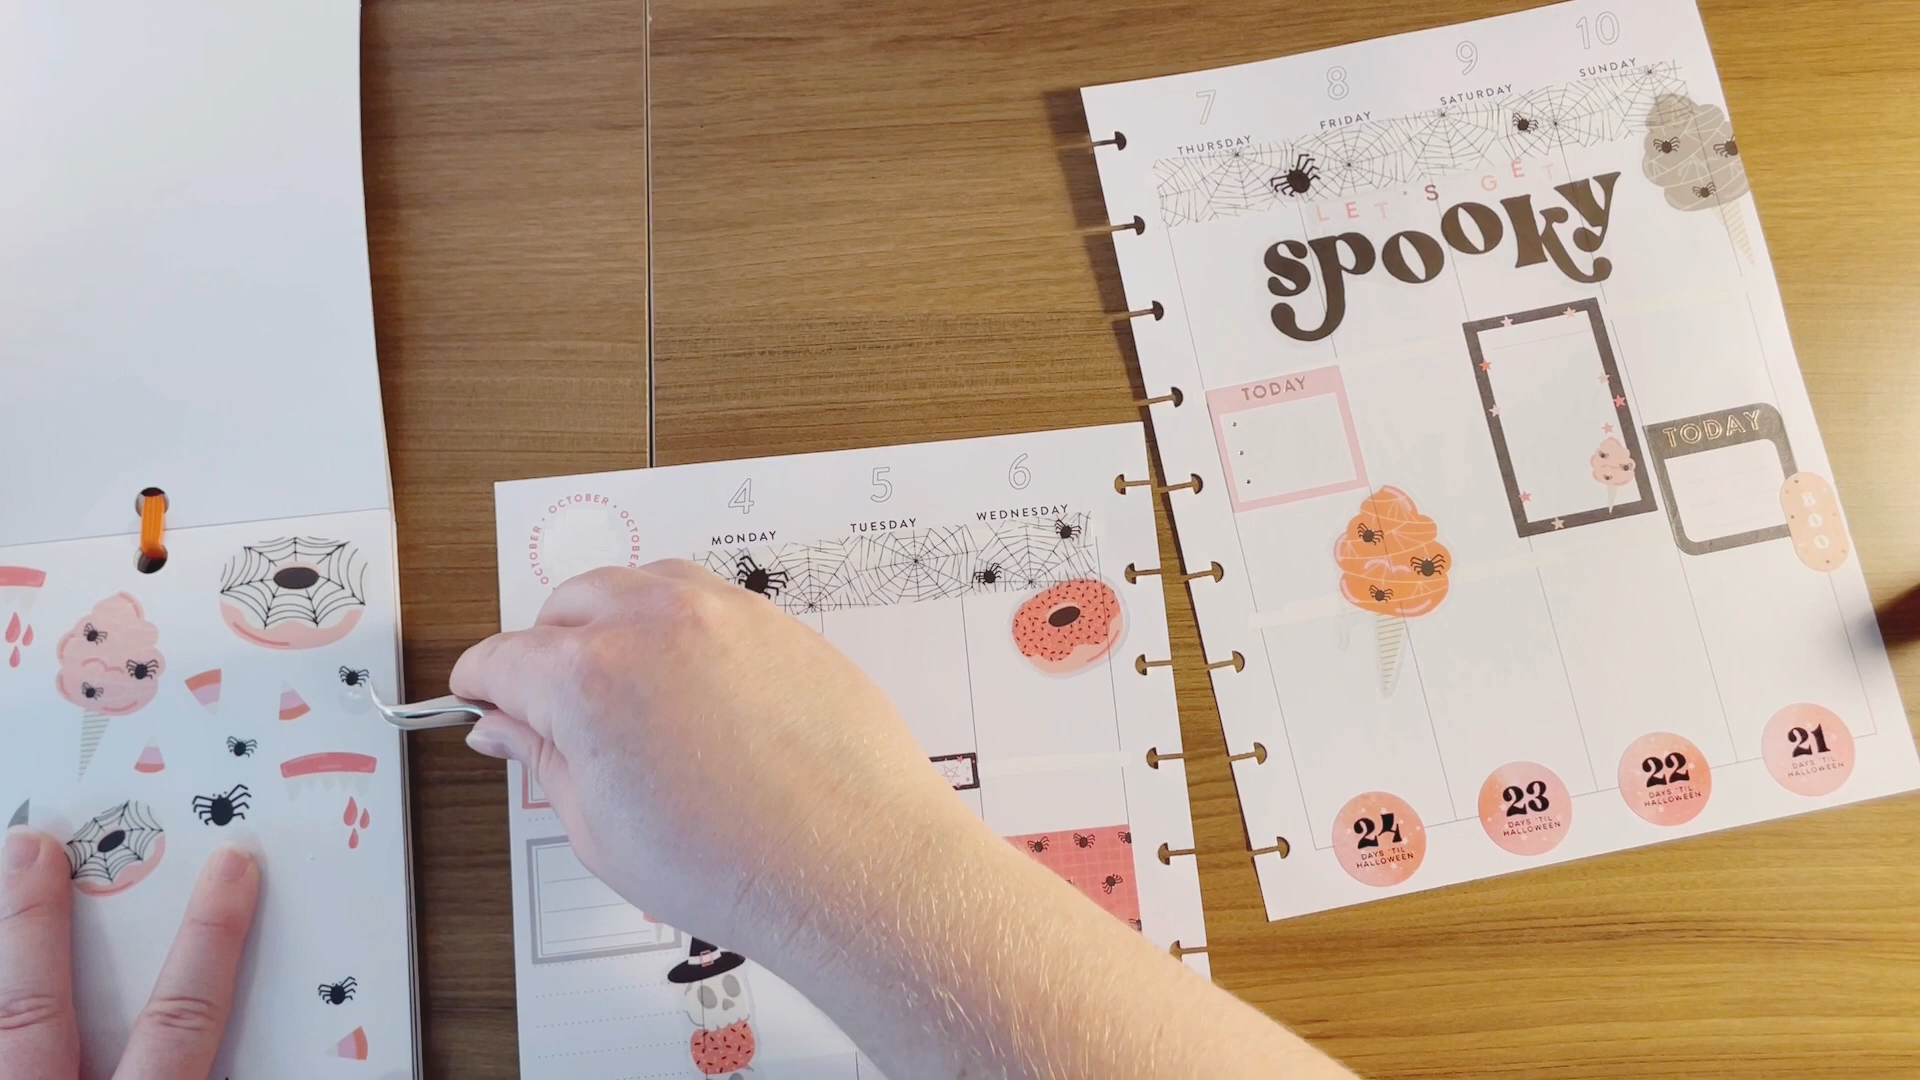 OCTOBER • OCTOBER • OCTOBER
4
MONDAY
5
TUESDAY
6
WEDNESDAY
7
THURSDAY
8
FRIDAY
9
SATURDAY
10
SUNDAY
LET'S GET
spooky
TODAY
TODAY
BOO
24
DAYS 'TIL
HALLOWEEN
23
DAYS 'TIL
HALLOWEEN
22
DAYS 'TIL
HALLOWEEN
21
DAYS 'TIL
HALLOWEEN